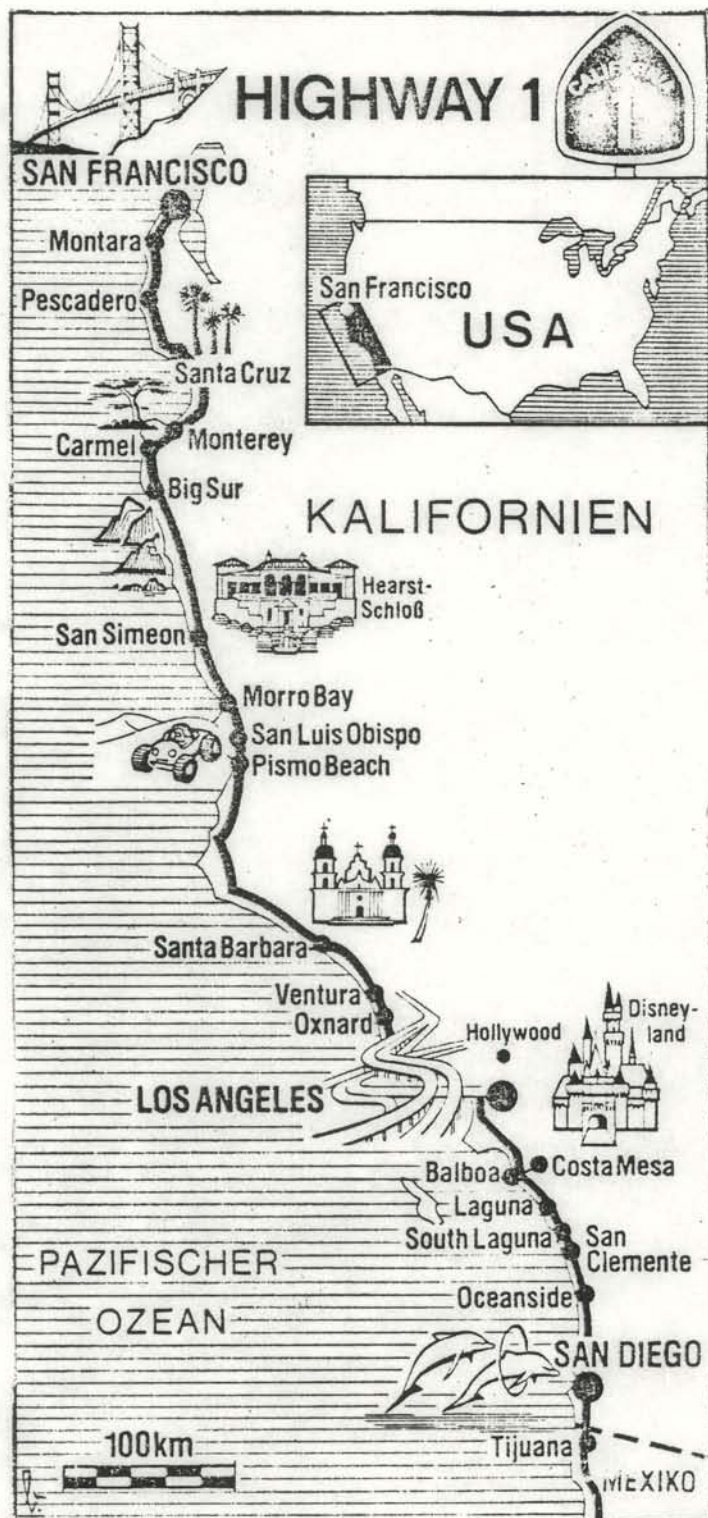 HIGHWAY 1
CALIFORNIA
1
SAN FRANCISCO
Montara
Pescadero
Santa Cruz
Monterey
Carmel
Big Sur
San Francisco
USA
KALIFORNIEN
Hearst-
Schloß
San Simeon
Morro Bay
San Luis Obispo
Pismo Beach
Santa Barbara
Ventura
Oxnard
Hollywood
Disney-
land
LOS ANGELES
Balboa
Costa Mesa
Laguna
South Laguna
San
Clemente
Oceanside
PAZIFISCHER
OZEAN
SAN DIEGO
100km
Tijuana
MEXIKO